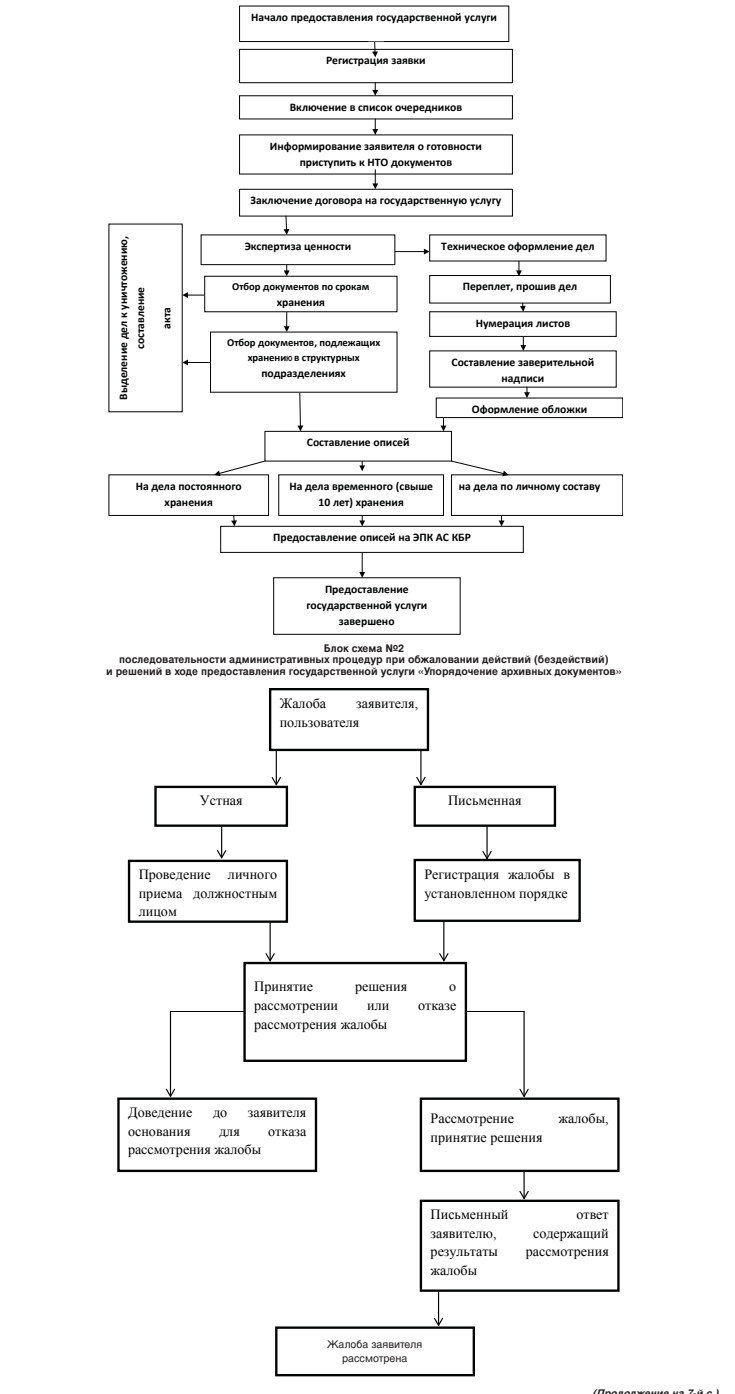 Начало предоставления государственной услуги
Регистрация заявки
Включение в список очередников
Информирование заявителя о готовности
приступить к НТО документов
Заключение договора на государственную услугу
Выделение дел к уничтожению,
составление
акта
Экспертиза ценности
Техническое оформление дел
Отбор документов по срокам
хранения
Переплет, прошив дел
Нумерация листов
Отбор документов, подлежащих
хранению в структурных
подразделениях
Составление заверительной
надписи
Оформление обложки
Составление описей
На дела постоянного
хранения
На дела временного (свыше
10 лет) хранения
на дела по личному составу
Предоставление описей на ЭПК АС КБР
Предоставление
государственной услуги
завершено
Блок схема №2
последовательности административных процедур при обжаловании действий (бездействий)
и решений в ходе предоставления государственной услуги «Упорядочение архивных документов»
Жалоба заявителя,
пользователя
Устная
Письменная
Проведение личного
приема должностным
лицом
Регистрация жалобы в
установленном порядке
Принятие решения о
рассмотрении или отказе
рассмотрения жалобы
Доведение до заявителя
основания для отказа
рассмотрения жалобы
Рассмотрение жалобы,
принятие решения
Письменный ответ
заявителю, содержащий
результаты рассмотрения
жалобы
Жалоба заявителя
рассмотрена
(Продолжение на 7-й с.)